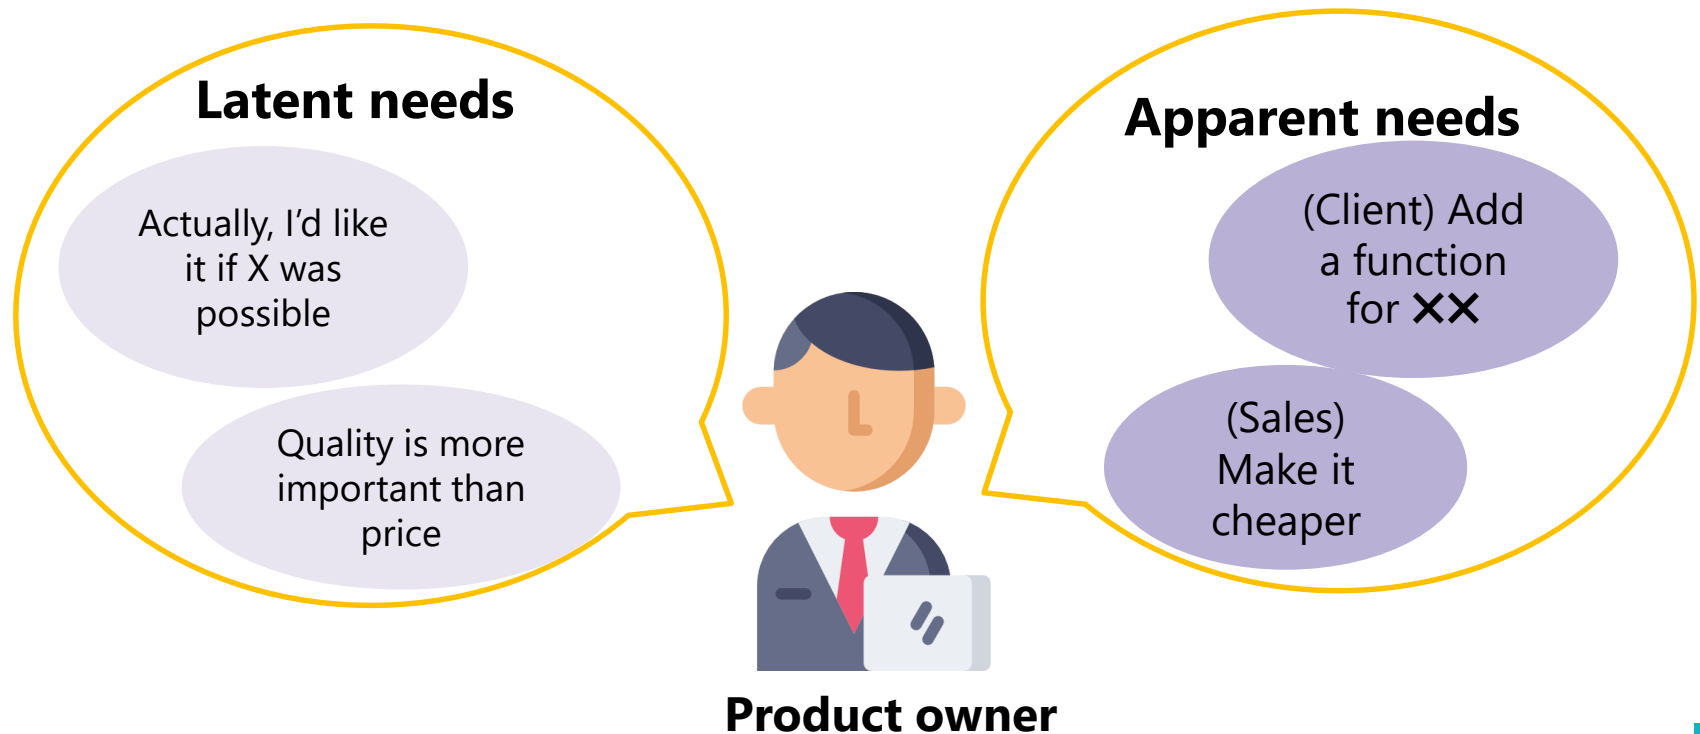 Latent needs
Actually, I’d like
it if X was
possible
Quality is more
important than
price
Apparent needs
(Client) Add
a function
for ✕✕
(Sales)
Make it
cheaper
Product owner